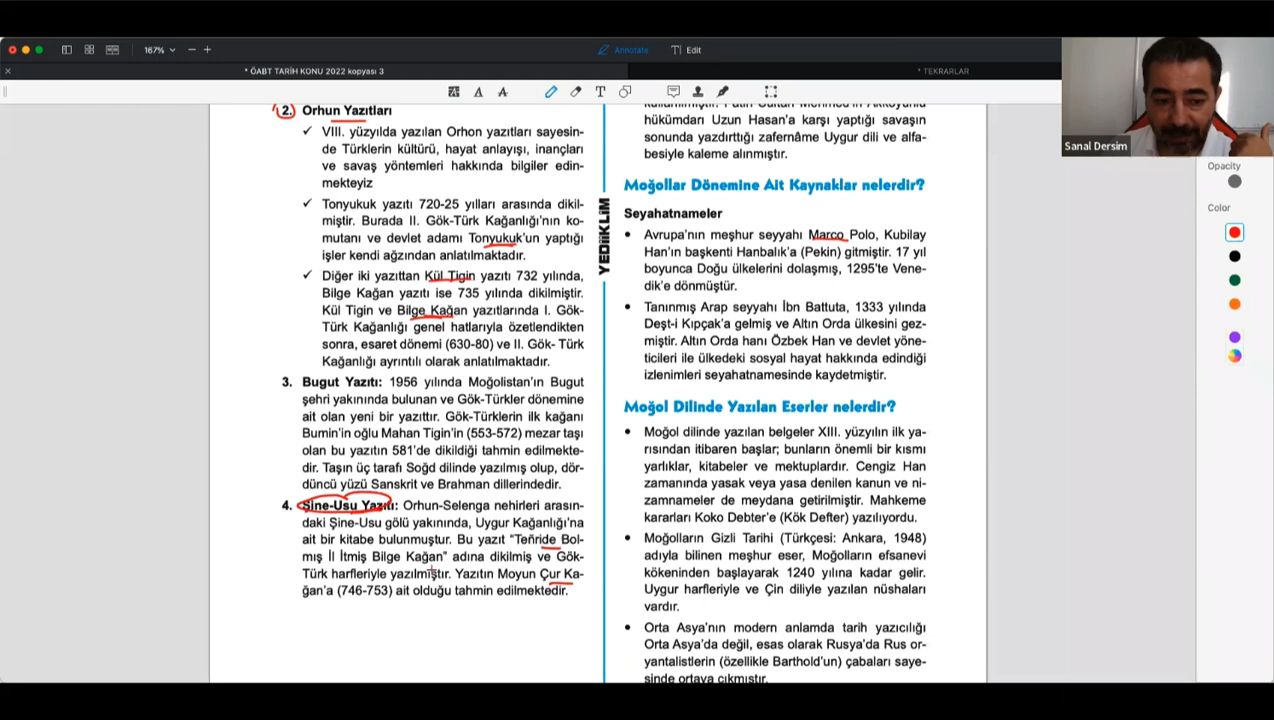 167%
Annotate
Edit
* ÖABT TARİH KONU 2022 kopyası 3
* TEKRARLAR
Sanal Dersim
Opacity
Color
2. Orhun Yazıtları
✓ VIII. yüzyılda yazılan Orhon yazıtları sayesin-
de Türklerin kültürü, hayat anlayışı, inançları
ve savaş yöntemleri hakkında bilgiler edin-
mekteyiz
✓ Tonyukuk yazıtı 720-25 yılları arasında dikil-
miştir. Burada II. Gök-Türk Kağanlığı'nın ko-
mutanı ve devlet adamı Tonyukuk'un yaptığı
işler kendi ağzından anlatılmaktadır.
✓ Diğer iki yazıttan Kül Tigin yazıtı 732 yılında,
Bilge Kağan yazıtı ise 735 yılında dikilmiştir.
Kül Tigin ve Bilge Kağan yazıtlarında I. Gök-
Türk Kağanlığı genel hatlarıyla özetlendikten
sonra, esaret dönemi (630-80) ve II. Gök- Türk
Kağanlığı ayrıntılı olarak anlatılmaktadır.
3. Bugut Yazıtı: 1956 yılında Moğolistan'ın Bugut
şehri yakınında bulunan ve Gök-Türkler dönemine
ait olan yeni bir yazıttır. Gök-Türklerin ilk kağanı
Bumin'in oğlu Mahan Tigin'in (553-572) mezar taşı
olan bu yazıtın 581'de dikildiği tahmin edilmekte-
dir. Taşın üç tarafı Soğd dilinde yazılmış olup, dör-
düncü yüzü Sanskrit ve Brahman dillerindedir.
4. Şine-Usu Yazıtı: Orhun-Selenga nehirleri arasın-
daki Şine-Usu gölü yakınında, Uygur Kağanlığı'na
ait bir kitabe bulunmuştur. Bu yazıt “Teñride Bol-
mış İl İtmiş Bilge Kağan” adına dikilmiş ve Gök-
Türk harfleriyle yazılmıştır. Yazıtın Moyun Çur Ka-
ğan'a (746-753) ait olduğu tahmin edilmektedir.
YEDİİKLİM
kullanılmıştır. Fatih Sultan Mehmed'in Akkoyunlu
hükümdarı Uzun Hasan'a karşı yaptığı savaşın
sonunda yazdırttığı zafernâme Uygur dili ve alfa-
besiyle kaleme alınmıştır.
Moğollar Dönemine Ait Kaynaklar nelerdir?
Seyahatnameler
• Avrupa'nın meşhur seyyahı Marco Polo, Kubilay
Han'ın başkenti Hanbalık'a (Pekin) gitmiştir. 17 yıl
boyunca Doğu ülkelerini dolaşmış, 1295'te Vene-
dik'e dönmüştür.
• Tanınmış Arap seyyahı İbn Battuta, 1333 yılında
Deşt-i Kıpçak'a gelmiş ve Altın Orda ülkesini gez-
miştir. Altın Orda hanı Özbek Han ve devlet yöne-
ticileri ile ülkedeki sosyal hayat hakkında edindiği
izlenimleri seyahatnamesinde kaydetmiştir.
Moğol Dilinde Yazılan Eserler nelerdir?
• Moğol dilinde yazılan belgeler XIII. yüzyılın ilk ya-
rısından itibaren başlar; bunların önemli bir kısmı
yarlıklar, kitabeler ve mektuplardır. Cengiz Han
zamanında yasak veya yasa denilen kanun ve ni-
zamnameler de meydana getirilmiştir. Mahkeme
kararları Koko Debter'e (Kök Defter) yazılıyordu.
• Moğolların Gizli Tarihi (Türkçesi: Ankara, 1948)
adıyla bilinen meşhur eser, Moğolların efsanevi
kökeninden başlayarak 1240 yılına kadar gelir.
Uygur harfleriyle ve Çin diliyle yazılan nüshaları
vardır.
• Orta Asya'nın modern anlamda tarih yazıcılığı
Orta Asya'da değil, esas olarak Rusya'da Rus or-
yantalistlerin (özellikle Barthold'un) çabaları saye-
sinde ortaya çıkmıştır.